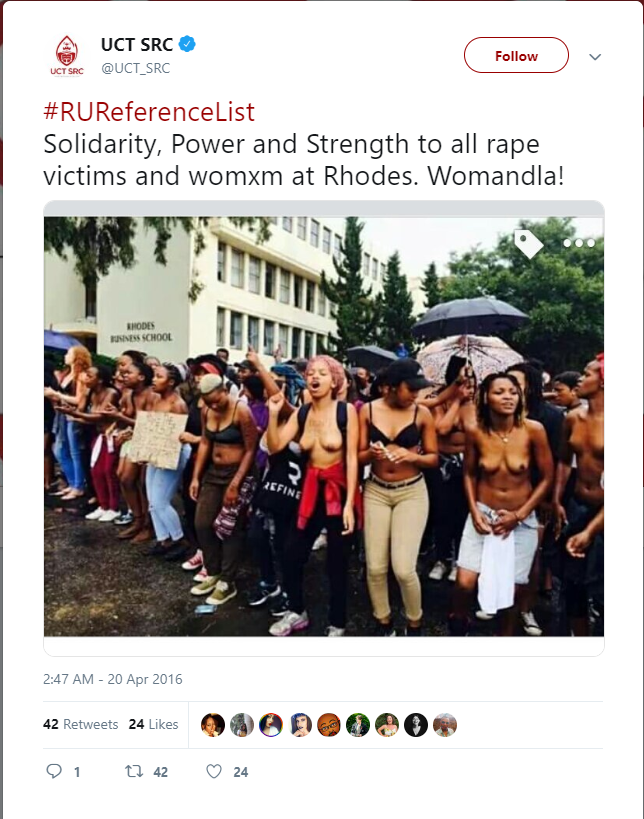 UCT SRC
UCT SRC
@UCT_SRC
Follow
#RUReferenceList
Solidarity, Power and Strength to all rape
victims and womxm at Rhodes. Womandla!
RHODES
BUSINESS SCHOOL
REFINE
2:47 AM - 20 Apr 2016
42 Retweets 24 Likes
1 42 24